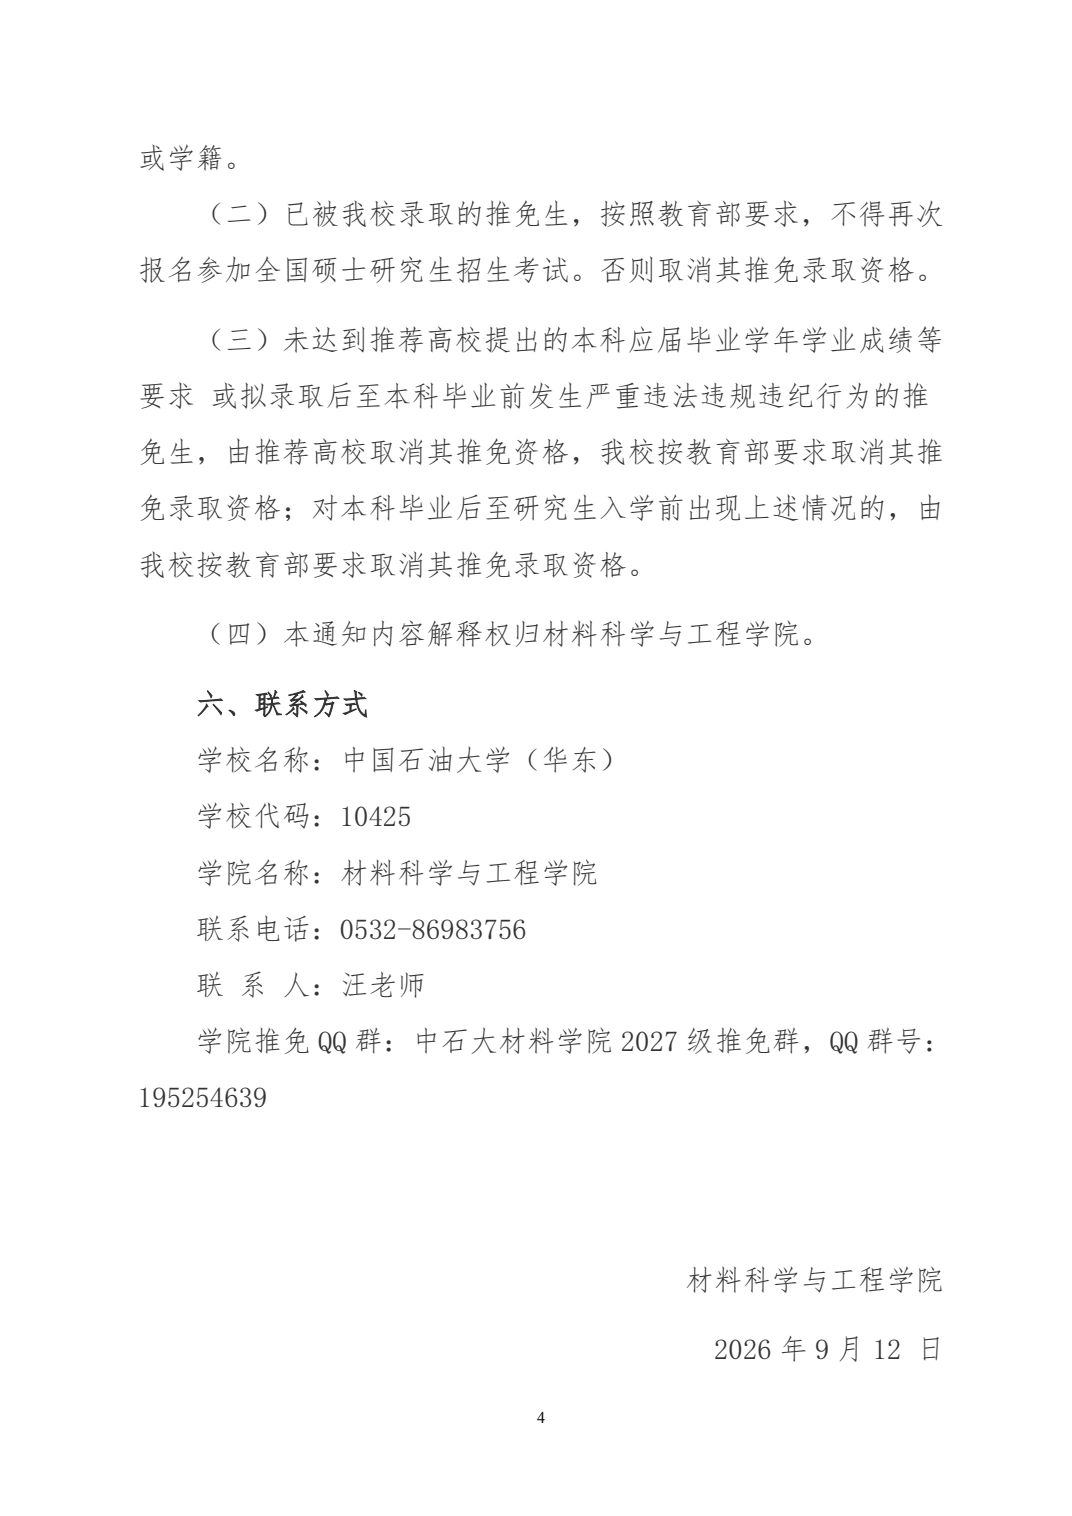 或学籍。
（二）已被我校录取的推免生，按照教育部要求，不得再次
报名参加全国硕士研究生招生考试。否则取消其推免录取资格。
（三）未达到推荐高校提出的本科应届毕业学年学业成绩等
要求 或拟录取后至本科毕业前发生严重违法违规违纪行为的推
免生，由推荐高校取消其推免资格，我校按教育部要求取消其推
免录取资格；对本科毕业后至研究生入学前出现上述情况的，由
我校按教育部要求取消其推免录取资格。
（四）本通知内容解释权归材料科学与工程学院。
六、联系方式
学校名称：中国石油大学（华东）
学校代码：10425
学院名称：材料科学与工程学院
联系电话：0532-86983756
联 系 人：汪老师
学院推免 QQ 群：中石大材料学院 2027 级推免群，QQ 群号：
195254639
材料科学与工程学院
2026 年 9 月 12 日
4